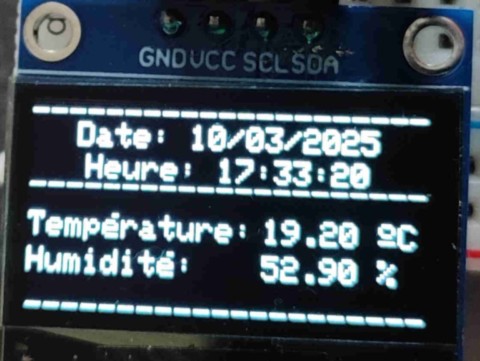 GND VCC SCL SDA
Date: 10/03/2025
Heure: 17:33:20
Température: 19.20 ºC
Humidité: 52.90 %